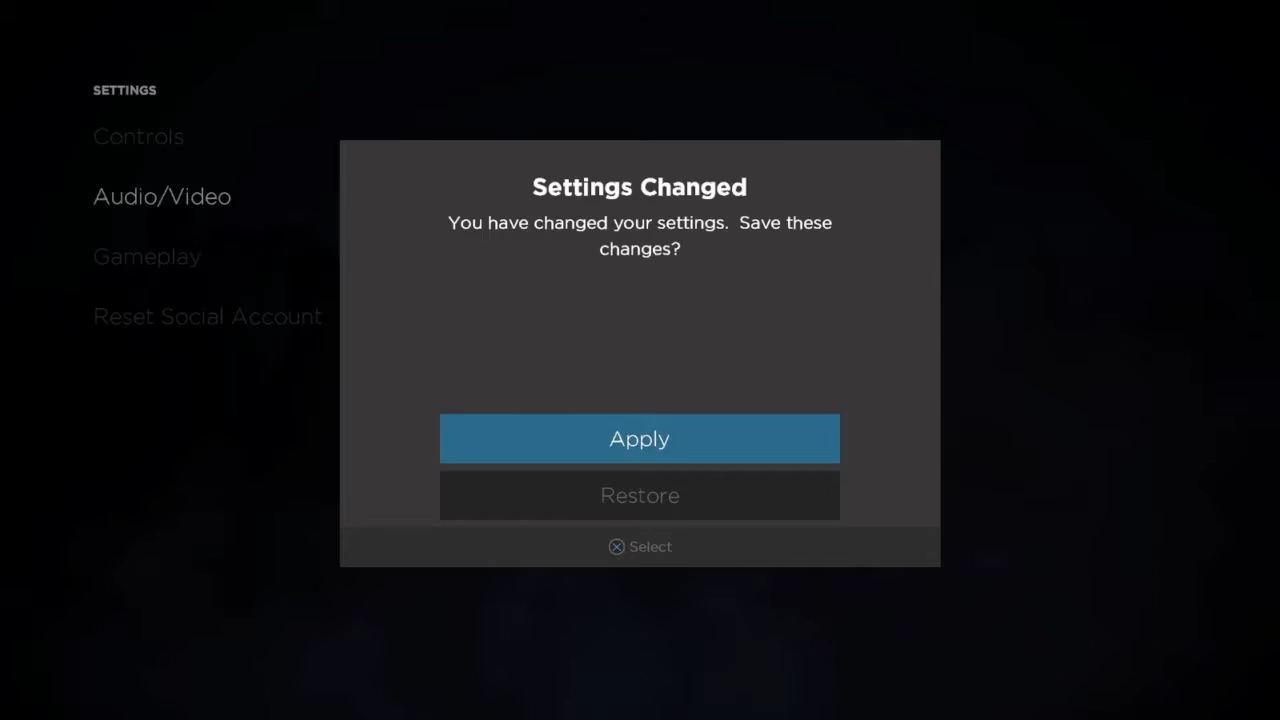 SETTINGS
Controls
Audio/Video
Gameplay
Reset Social Account
Settings Changed
You have changed your settings.  Save these
changes?
Apply
Restore
Select